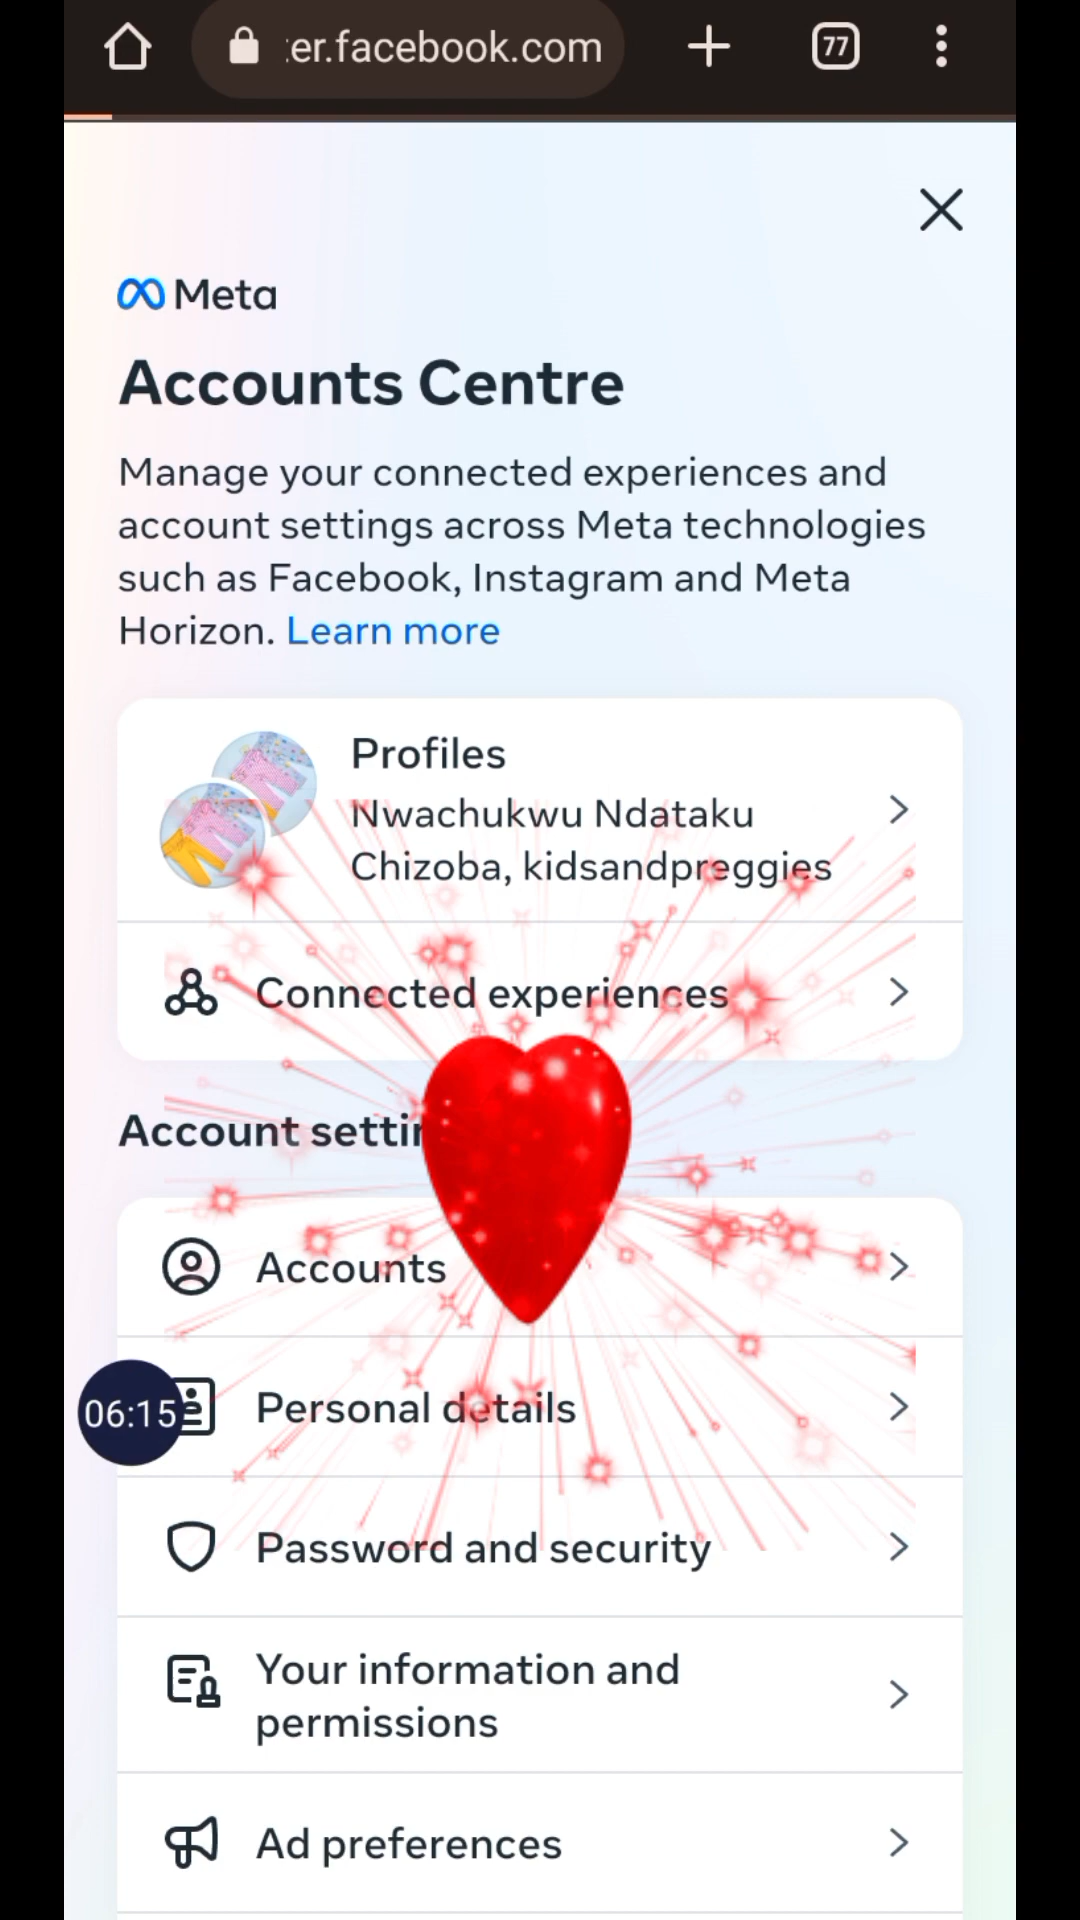 :er.facebook.com
77
Meta
Accounts Centre
Manage your connected experiences and
account settings across Meta technologies
such as Facebook, Instagram and Meta
Horizon. Learn more
Profiles
Nwachukwu Ndataku
Chizoba, kidsandpreggies
Connected experiences
Account settin
Accounts
06:15
Personal details
Password and security
Your information and
permissions
Ad preferences